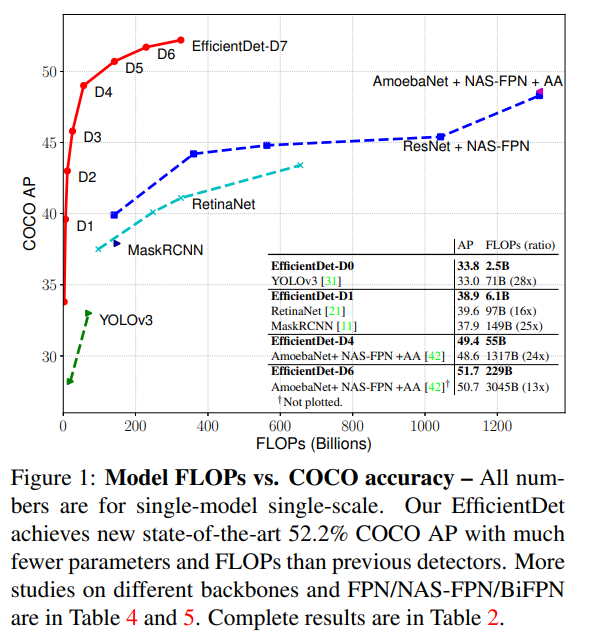 EfficientDet-D7
D6
D5
AmoebaNet + NAS-FPN + AA
D4
D3
ResNet + NAS-FPN
D2
D1
RetinaNet
MaskRCNN
YOLOv3
COCO AP
50
45
40
35
30
AP FLOPs (ratio)
EfficientDet-D0 33.8 2.5B
YOLOv3 [31] 33.0 71B (28x)
EfficientDet-D1 38.9 6.1B
RetinaNet [21] 39.6 97B (16x)
MaskRCNN [11] 37.9 149B (25x)
EfficientDet-D4 49.4 55B
AmoebaNet+ NAS-FPN +AA [42] 48.6 1317B (24x)
EfficientDet-D6 51.7 229B
AmoebaNet+ NAS-FPN +AA [42]† 50.7 3045B (13x)
†Not plotted.
0 200 400 600 800 1000 1200
FLOPs (Billions)
Figure 1: Model FLOPs vs. COCO accuracy – All num-
bers are for single-model single-scale. Our EfficientDet
achieves new state-of-the-art 52.2% COCO AP with much
fewer parameters and FLOPs than previous detectors. More
studies on different backbones and FPN/NAS-FPN/BiFPN
are in Table 4 and 5. Complete results are in Table 2.